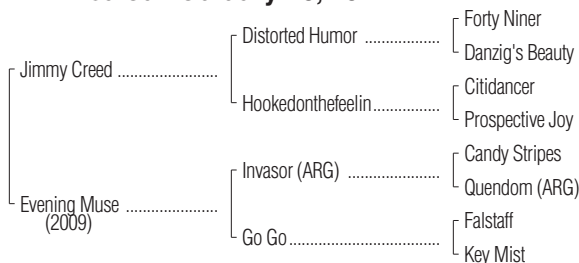 Forty Niner
Distorted Humor ..................
Danzig's Beauty
Jimmy Creed ........................
Citidancer
Hookedonthefeelin................
Prospective Joy
Candy Stripes
Invasor (ARG) ......................
Quendom (ARG)
Evening Muse ......................
(2009)
Falstaff
Go Go....................................
Key Mist